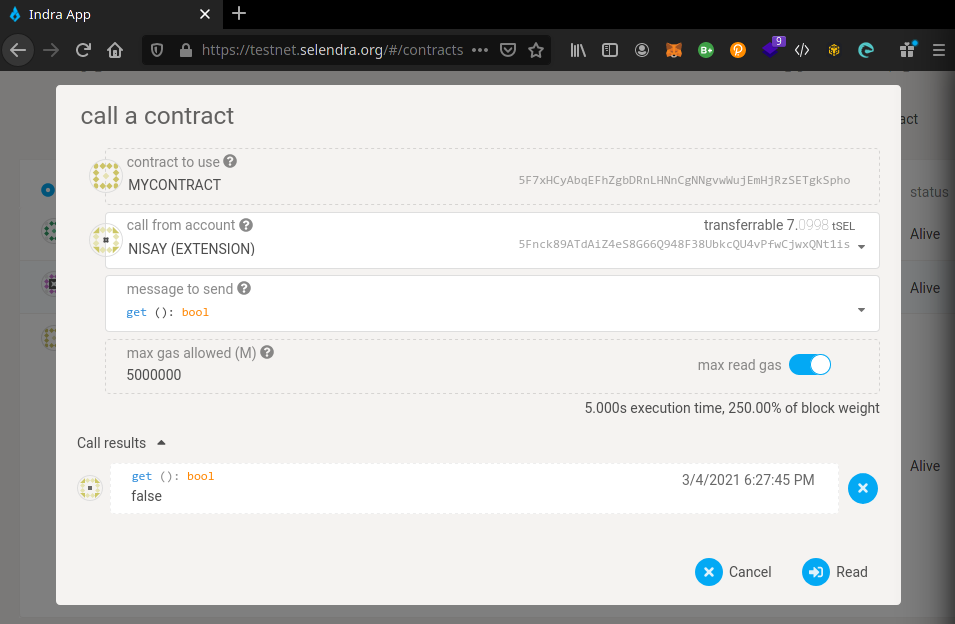 Indra App
https://testnet.selendra.org/#/contracts
9
B+
act
call a contract
contract to use
MYCONTRACT
5F7xHCyAbqEFhZgbDRnLHNnCgNNgvwWujEmHjRzSETgkSpho
status
call from account
transferrable 7.0998 tSEL
NISAY (EXTENSION)
5Fnck89ATdAiZ4eS8G66Q948F38UbkcQU4vPfwCjwxQNt1is
Alive
message to send
get (): bool
Alive
max gas allowed (M)
5000000
max read gas
5.000s execution time, 250.00% of block weight
Call results
Alive
get (): bool
3/4/2021 6:27:45 PM
false
Cancel
Read